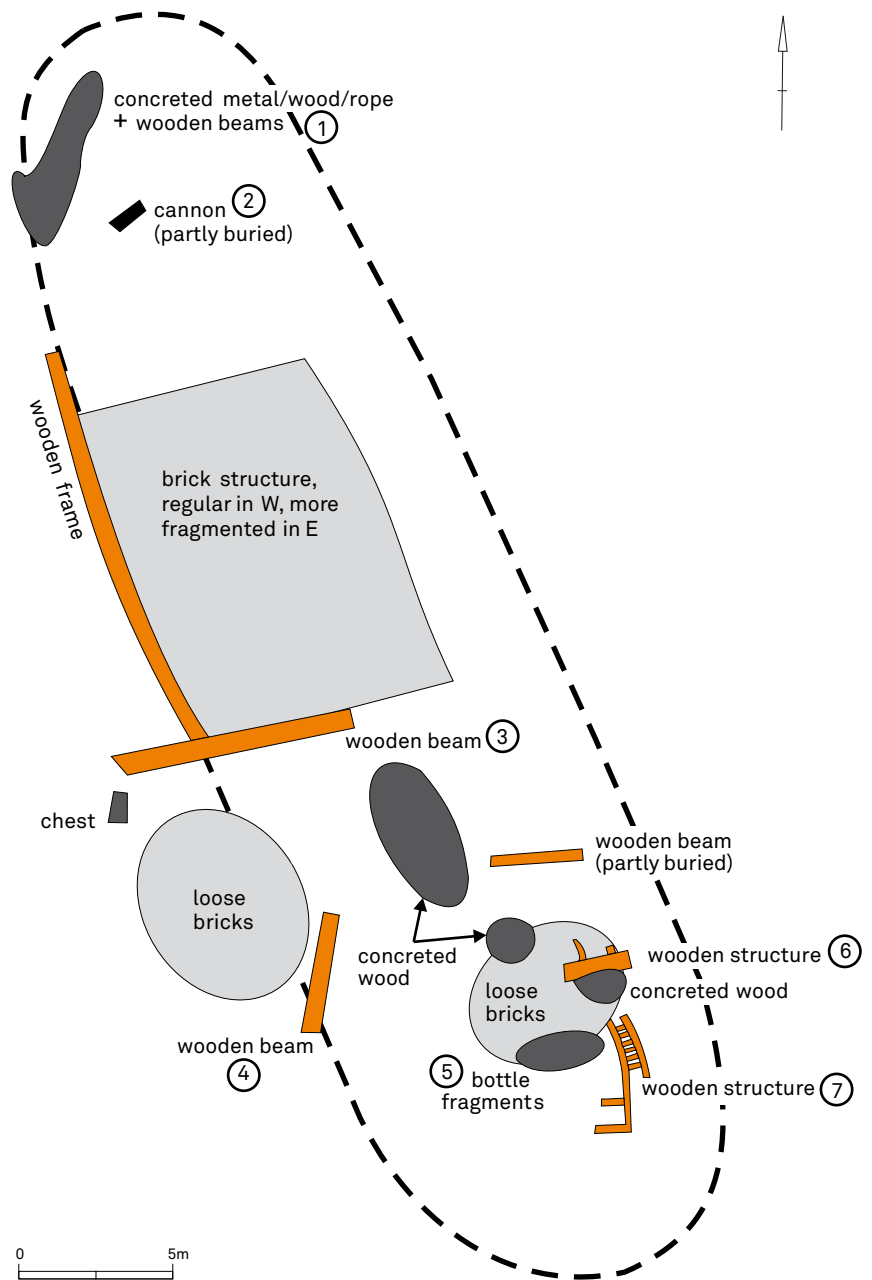 concreted metal/wood/rope
+ wooden beams 1
cannon 2
(partly buried)
wooden frame
brick structure,
regular in W, more
fragmented in E
wooden beam 3
chest
loose
bricks
wooden beam
(partly buried)
concreted
wood
wooden structure 6
loose
bricks
concreted wood
wooden beam
4
5 bottle
fragments
wooden structure 7
0 5m